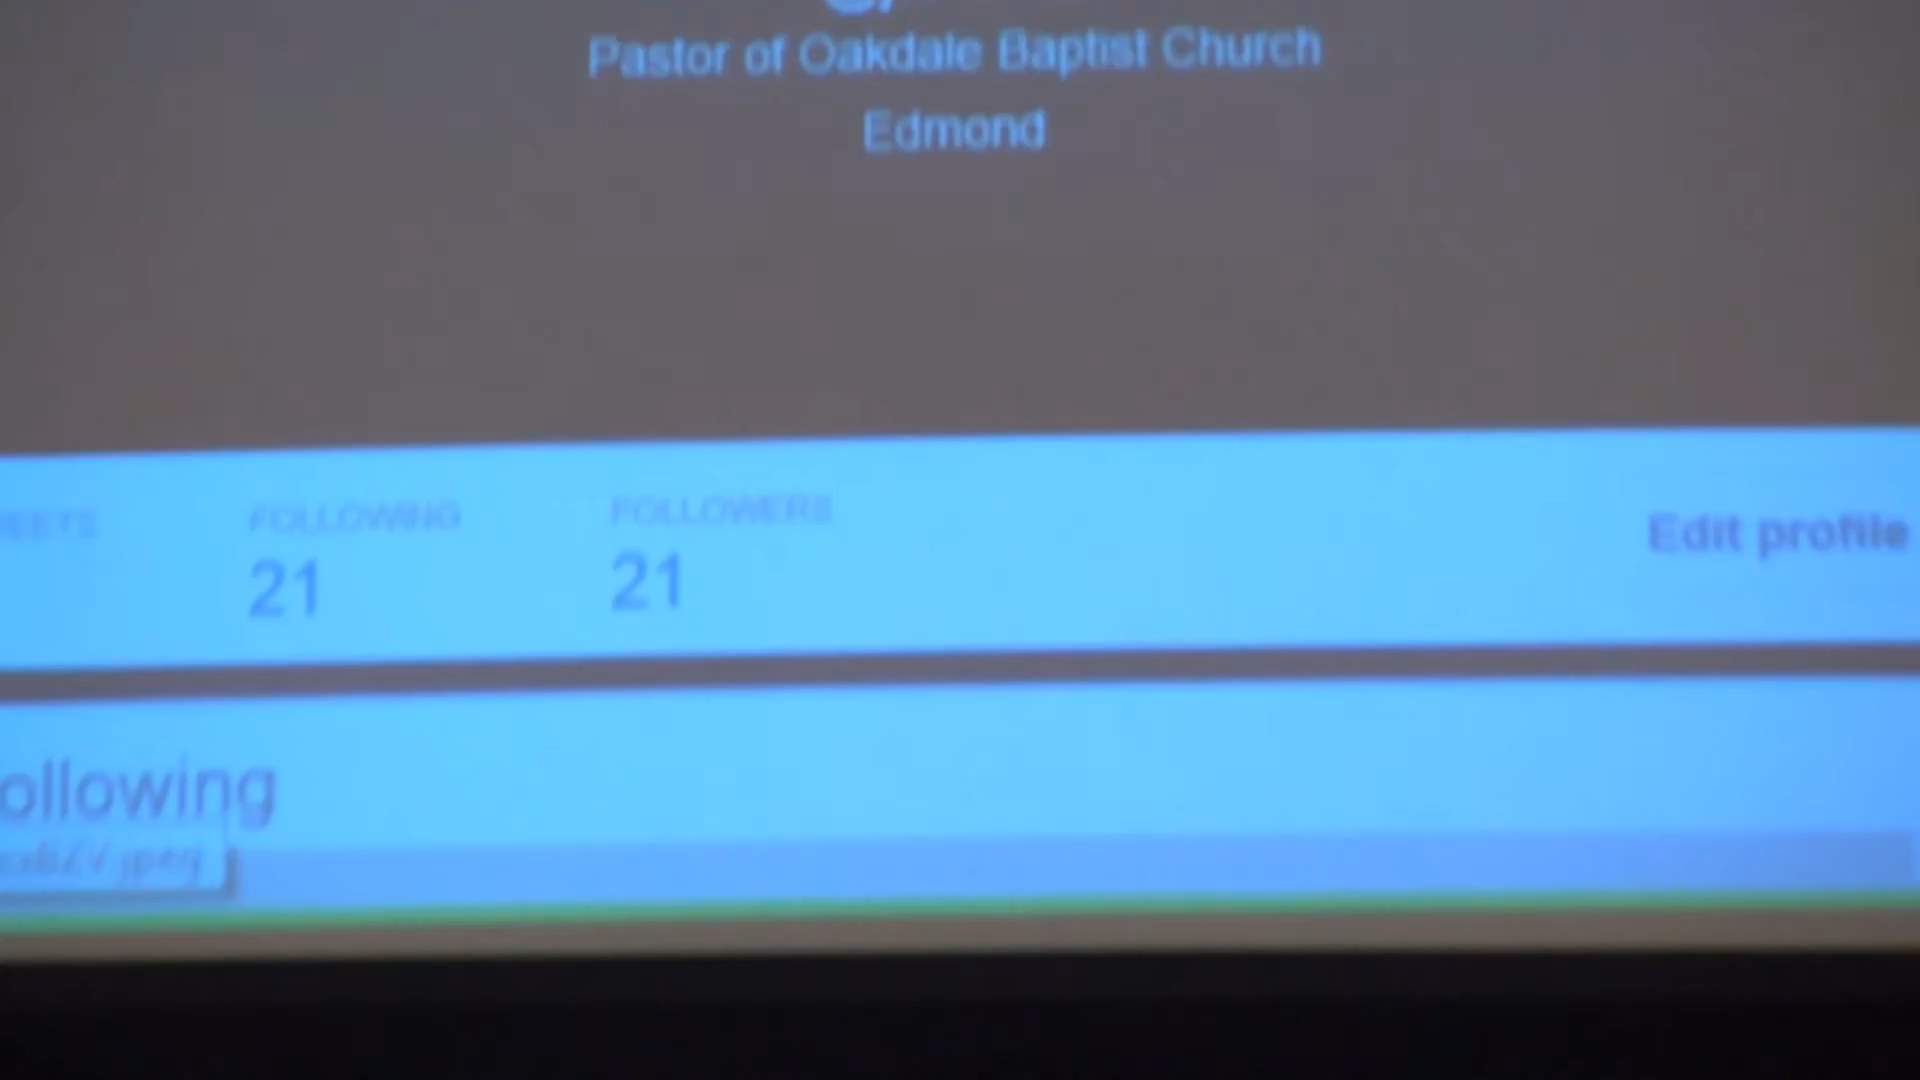 Pastor of Oakdale Baptist Church
Edmond
FOLLOWING
FOLLOWERS
21
21
Edit profile
ollowing